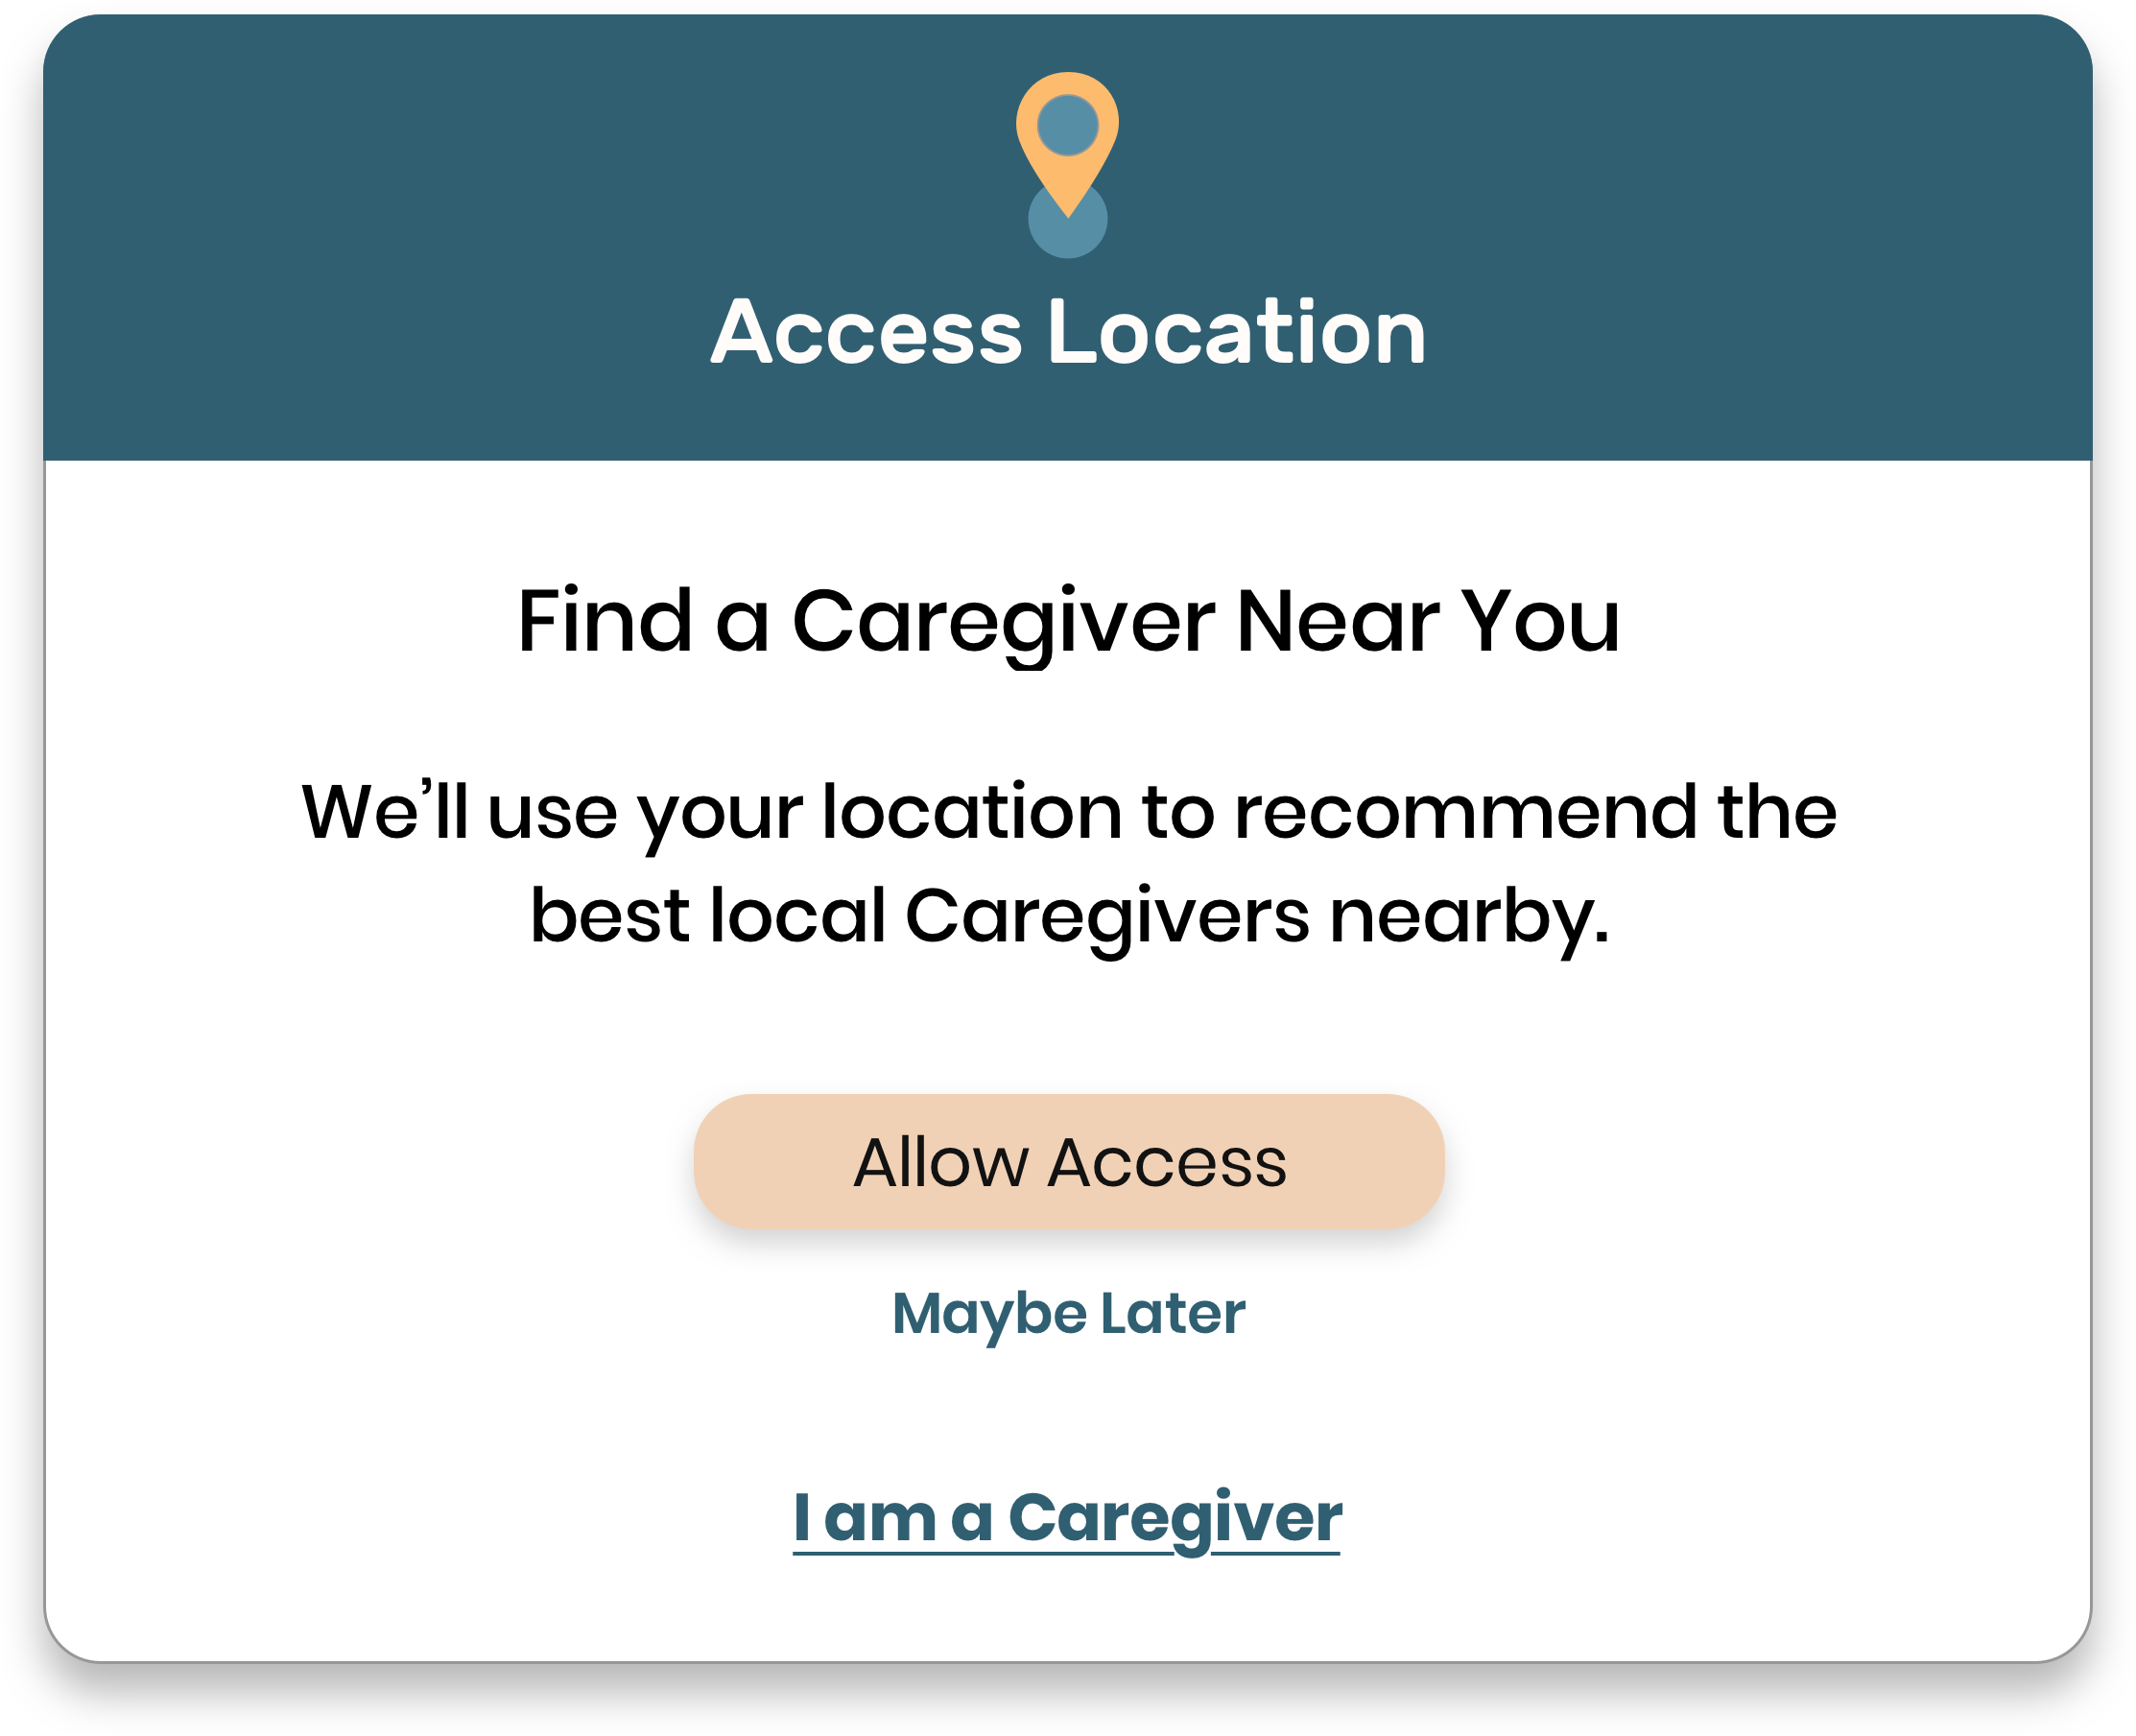 Access Location
Find a Caregiver Near You
We’ll use your location to recommend the
best local Caregivers nearby.
Allow Access
Maybe Later
I am a Caregiver